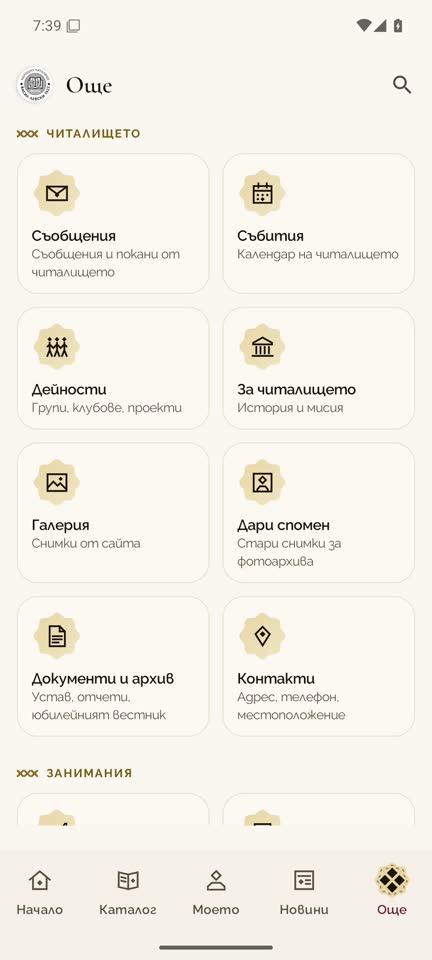 7:39
Още
ЧИТАЛИЩЕТО
Съобщения
Съобщения и покани от
читалището
Събития
Календар на читалището
Дейности
Групи, клубове, проекти
За читалището
История и мисия
Галерия
Снимки от сайта
Дари спомен
Стари снимки за
фотоархива
Документи и архив
Устав, отчети,
юбилейният вестник
Контакти
Адрес, телефон,
местоположение
ЗАНИМАНИЯ
Начало
Каталог
Моето
Новини
Още